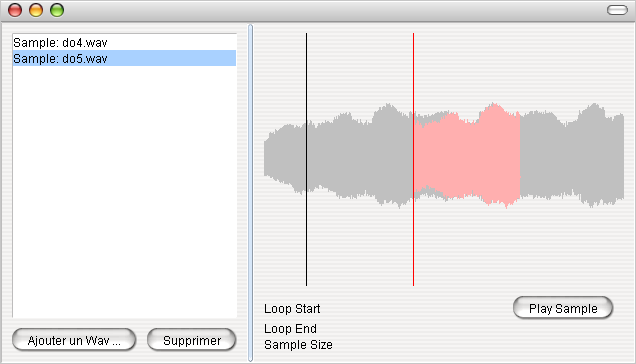 Sample: do4.wav
Sample: do5.wav
Ajouter un Wav ...
Supprimer
Loop Start
Loop End
Sample Size
Play Sample